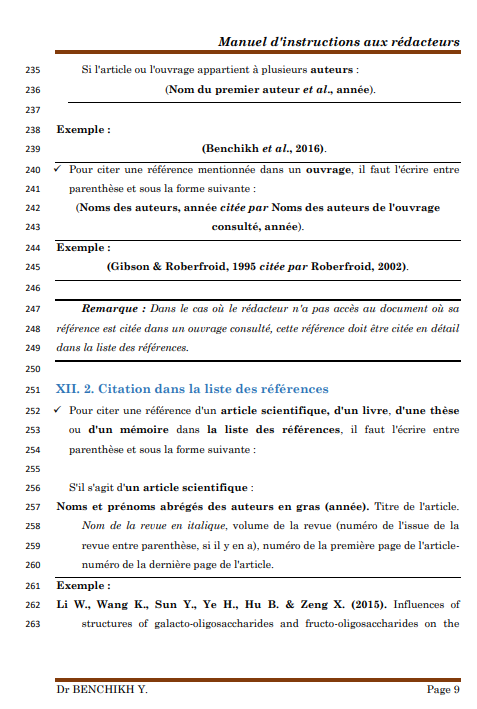 Manuel d'instructions aux rédacteurs
235 Si l'article ou l'ouvrage appartient à plusieurs auteurs :
236 (Nom du premier auteur et al., année).
237
238 Exemple :
239 (Benchikh et al., 2016).
240 ✓ Pour citer une référence mentionnée dans un ouvrage, il faut l'écrire entre
241 parenthèse et sous la forme suivante :
242 (Noms des auteurs, année citée par Noms des auteurs de l'ouvrage
243 consulté, année).
244 Exemple :
245 (Gibson & Roberfroid, 1995 citée par Roberfroid, 2002).
246
247 Remarque : Dans le cas où le rédacteur n'a pas accès au document où sa
248 référence est citée dans un ouvrage consulté, cette référence doit être citée en détail
249 dans la liste des références.
250
251 XII. 2. Citation dans la liste des références
252 ✓ Pour citer une référence d'un article scientifique, d'un livre, d'une thèse
253 ou d'un mémoire dans la liste des références, il faut l'écrire entre
254 parenthèse et sous la forme suivante :
255
256 S'il s'agit d'un article scientifique :
257 Noms et prénoms abrégés des auteurs en gras (année). Titre de l'article.
258 Nom de la revue en italique, volume de la revue (numéro de l'issue de la
259 revue entre parenthèse, si il y en a), numéro de la première page de l'article-
260 numéro de la dernière page de l'article.
261 Exemple :
262 Li W., Wang K., Sun Y., Ye H., Hu B. & Zeng X. (2015). Influences of
263 structures of galacto-oligosaccharides and fructo-oligosaccharides on the
Dr BENCHIKH Y. Page 9